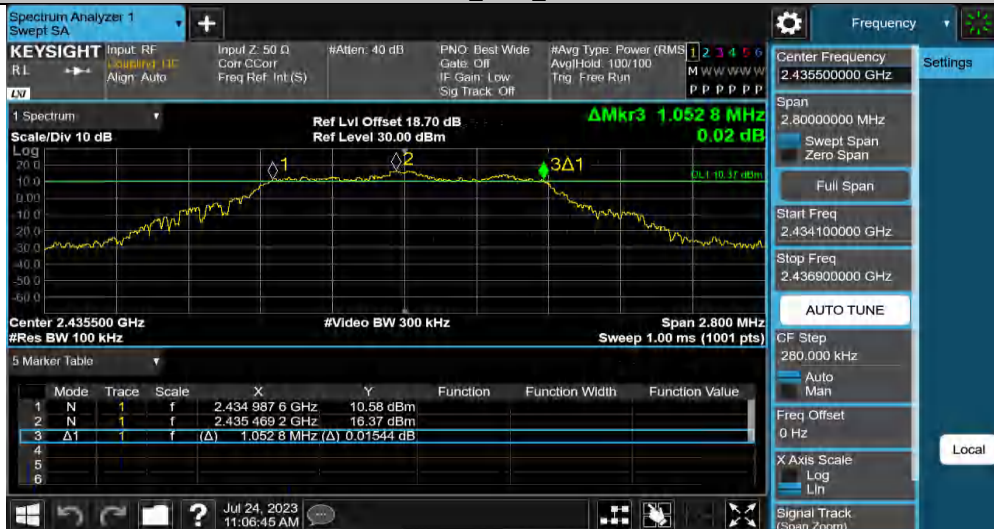 Spectrum Analyzer 1
Swept SA
+
Frequency
KEYSIGHT
RL
LXI
Input: RF
Coupling: DC
Align: Auto
Input Z: 50 Ω
Corr CCorr
Freq Ref: Int (S)
#Atten: 40 dB
PNO: Best Wide
Gate: Off
IF Gain: Low
Sig Track: Off
#Avg Type: Power (RMS
Avg|Hold: 100/100
Trig: Free Run
1 2 3 4 5 6
M W W W W W
P P P P P P
1 Spectrum
Scale/Div 10 dB
Ref Lvl Offset 18.70 dB
Ref Level 30.00 dBm
ΔMkr3 1.052 8 MHz
0.02 dB
Log
20.0
10.0
0.00
-10.0
-20.0
-30.0
-40.0
-50.0
-60.0
1
2
3Δ1
DL1 10.37 dBm
Center 2.435500 GHz
#Res BW 100 kHz
#Video BW 300 kHz
Span 2.800 MHz
Sweep 1.00 ms (1001 pts)
5 Marker Table
Mode Trace Scale X Y Function Function Width Function Value
1 N 1 f 2.434 987 6 GHz 10.58 dBm
2 N 1 f 2.435 469 2 GHz 16.37 dBm
3 Δ1 1 f (Δ) 1.052 8 MHz (Δ) 0.01544 dB
4
5
6
?
Jul 24, 2023
11:06:45 AM
Center Frequency
2.435500000 GHz
Span
2.80000000 MHz
Swept Span
Zero Span
Full Span
Start Freq
2.434100000 GHz
Stop Freq
2.436900000 GHz
AUTO TUNE
CF Step
280.000 kHz
Auto
Man
Freq Offset
0 Hz
X Axis Scale
Log
Lin
Signal Track
(Span Zoom)
Settings
Local